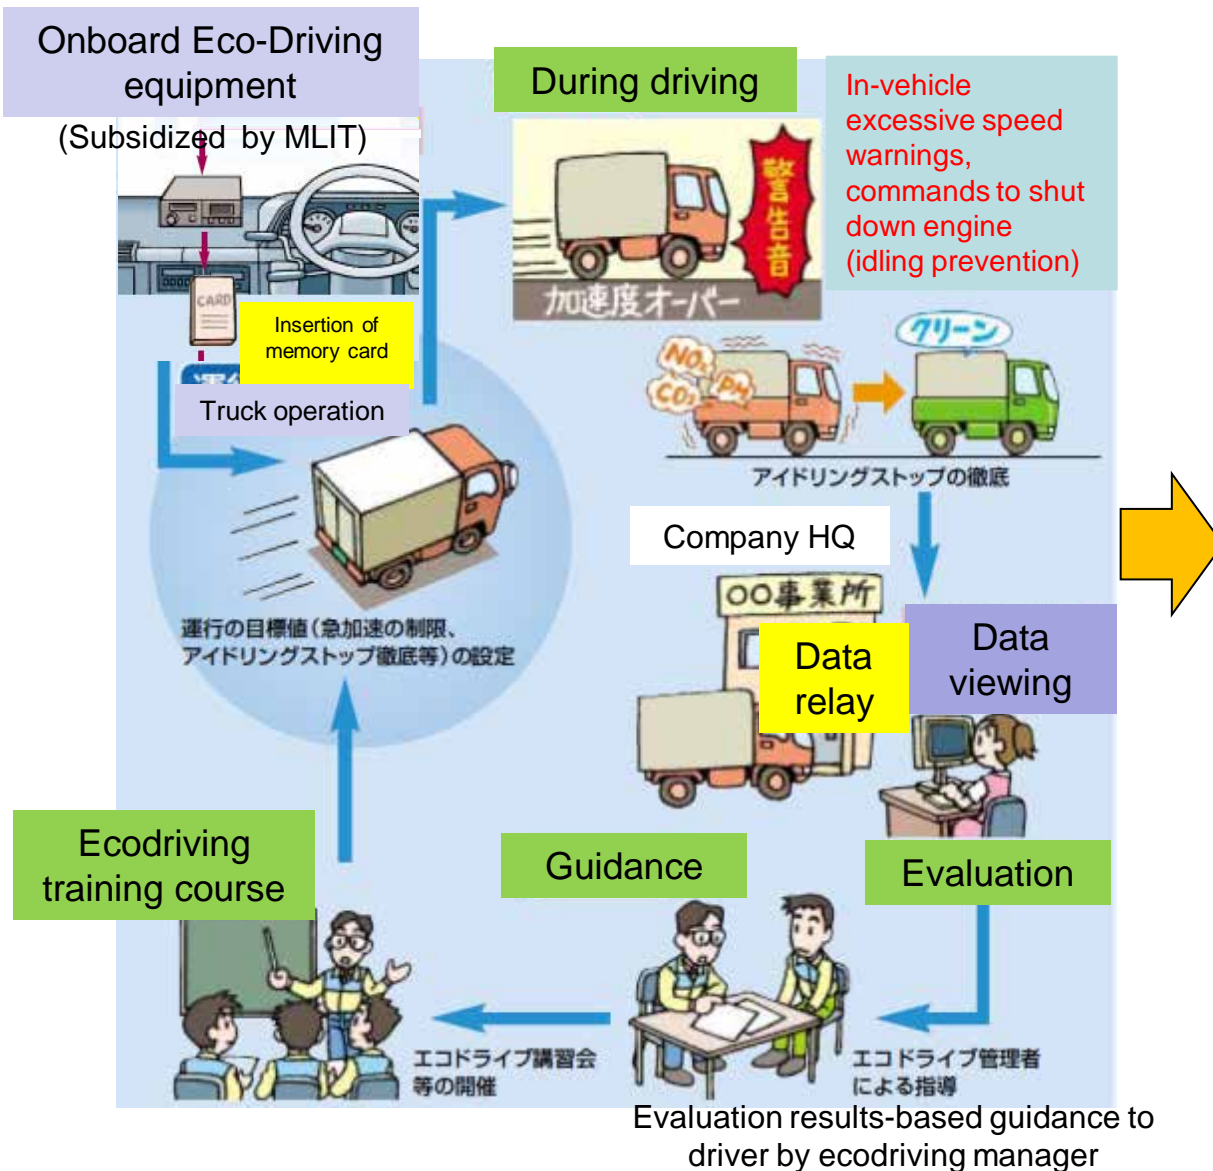 Onboard Eco-Driving
equipment
(Subsidized by MLIT)
CARD
Insertion of
memory card
Truck operation
運行の目標値（急加速の制限、
アイドリングストップ徹底等）の設定
During driving
警告音
加速度オーバー
In-vehicle
excessive speed
warnings,
commands to shut
down engine
(idling prevention)
NOx
CO2
PM
クリーン
アイドリングストップの徹底
Company HQ
〇〇事業所
Data
relay
Data
viewing
Evaluation
Guidance
エコドライブ管理者
による指導
Evaluation results-based guidance to
driver by ecodriving manager
Ecodriving
training course
エコドライブ講習会
等の開催